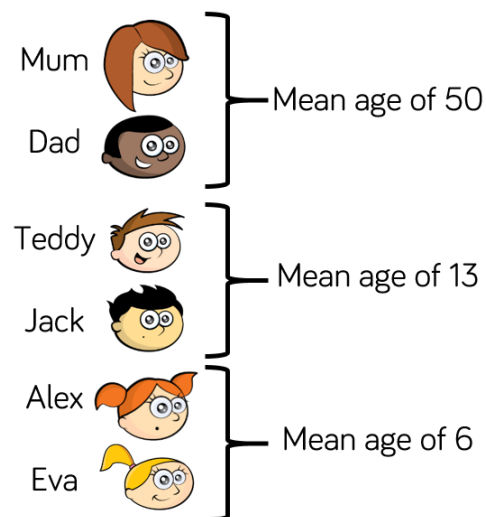 Mum
Mean age of 50
Dad
Teddy
Mean age of 13
Jack
Alex
Mean age of 6
Eva